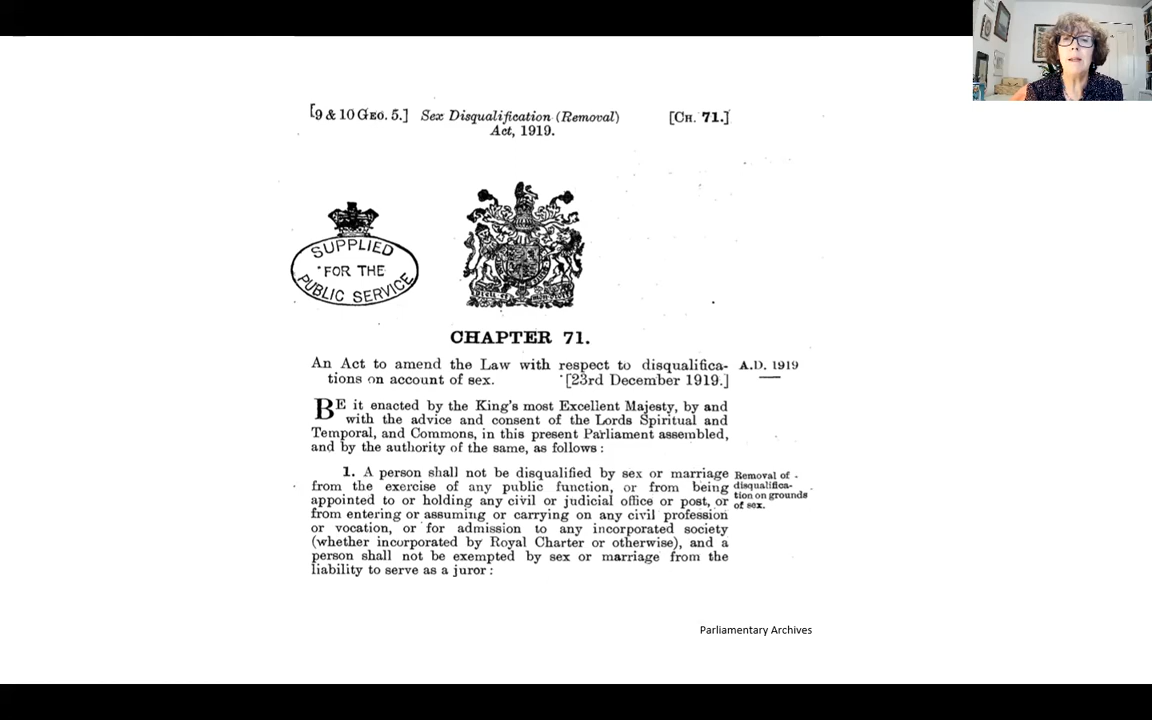 [9 & 10 GEO. 5.] Sex Disqualification (Removal) [CH. 71.]
Act, 1919.
SUPPLIED
FOR THE
PUBLIC SERVICE
CHAPTER 71.
An Act to amend the Law with respect to disqualifica- A.D. 1919
tions on account of sex. [23rd December 1919.]
BE it enacted by the King's most Excellent Majesty, by and
with the advice and consent of the Lords Spiritual and
Temporal, and Commons, in this present Parliament assembled,
and by the authority of the same, as follows :
1. A person shall not be disqualified by sex or marriage
from the exercise of any public function, or from being
appointed to or holding any civil or judicial office or post, or
from entering or assuming or carrying on any civil profession
or vocation, or for admission to any incorporated society
(whether incorporated by Royal Charter or otherwise), and a
person shall not be exempted by sex or marriage from the
liability to serve as a juror :
Removal of
disqualifica-
tion on grounds
of sex.
Parliamentary Archives